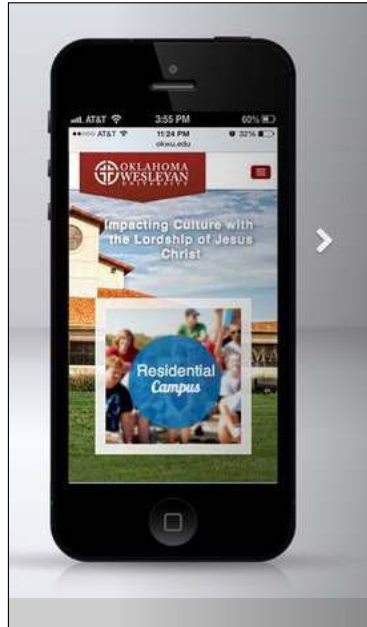 AT&T 3:55 PM 60%
AT&T 11:24 PM 32%
okwu.edu
OKLAHOMA
WESLEYAN
UNIVERSITY
Impacting Culture with
the Lordship of Jesus
Christ
Residential
Campus